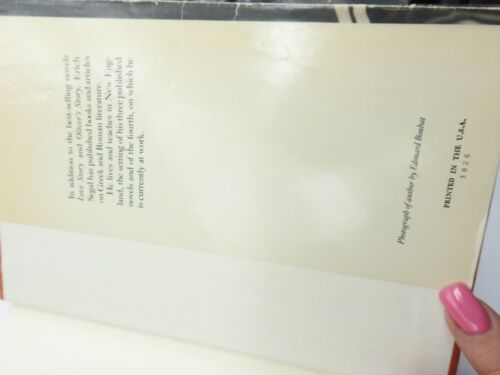 In addition to the best-selling novels
Love Story and Oliver's Story, Erich
Segal has published books and articles
on Greek and Roman literature.
He lives and teaches in New Eng-
land, the setting of his three published
novels and of the fourth, on which he
is currently at work.
Photograph of author by Edouard Boubat
PRINTED IN THE U.S.A.
3826